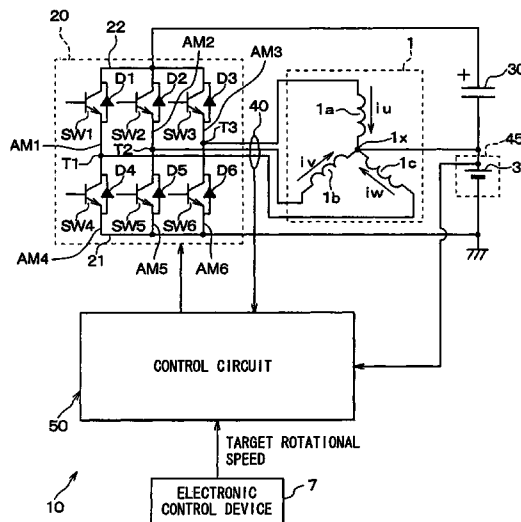 20
22
AM2
AM3
1
30
D1
D2
D3
1a
iu
SW1
SW2
SW3
T3
40
45
AM1
T2
1x
T1
iv
1c
D4
D5
D6
iw
1b
SW4
SW5
SW6
AM4
21
AM5
AM6
CONTROL CIRCUIT
50
TARGET ROTATIONAL
SPEED
10
ELECTRONIC
CONTROL DEVICE
7
+